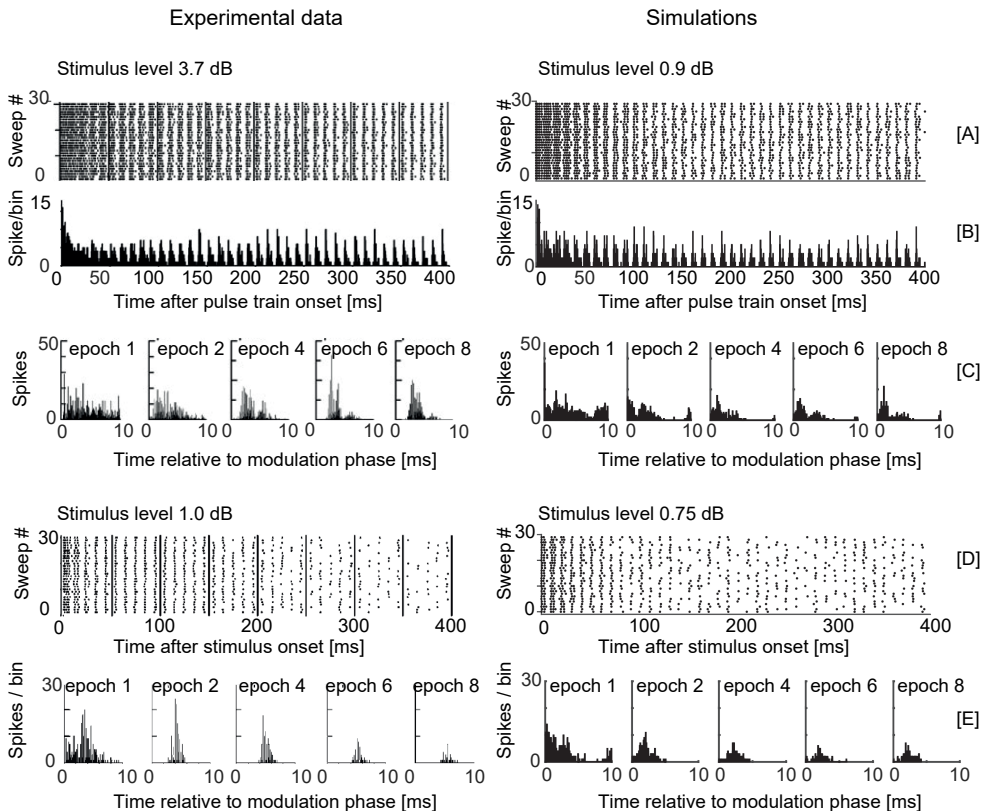 Experimental data Simulations
Stimulus level 3.7 dB Stimulus level 0.9 dB
Sweep # 30 0 Sweep # 30 0 [A]
Spike/bin 15 0 Spike/bin 15 0 [B]
0 50 100 150 200 250 300 350 400 0 50 100 150 200 250 300 350 400
Time after pulse train onset [ms] Time after pulse train onset [ms]
Spikes 50 0 epoch 1 epoch 2 epoch 4 epoch 6 epoch 8 Spikes 50 0 epoch 1 epoch 2 epoch 4 epoch 6 epoch 8 [C]
0 10 0 10 0 10 0 10 0 10 0 10 0 10 0 10 0 10 0 10
Time relative to modulation phase [ms] Time relative to modulation phase [ms]
Stimulus level 1.0 dB Stimulus level 0.75 dB
Sweep # 30 0 Sweep # 30 0 [D]
0 100 200 300 400 0 100 200 300 400
Time after stimulus onset [ms] Time after stimulus onset [ms]
Spikes / bin 30 0 epoch 1 epoch 2 epoch 4 epoch 6 epoch 8 Spikes / bin 30 0 epoch 1 epoch 2 epoch 4 epoch 6 epoch 8 [E]
0 10 0 10 0 10 0 10 0 10 0 10 0 10 0 10 0 10 0 10
Time relative to modulation phase [ms] Time relative to modulation phase [ms]